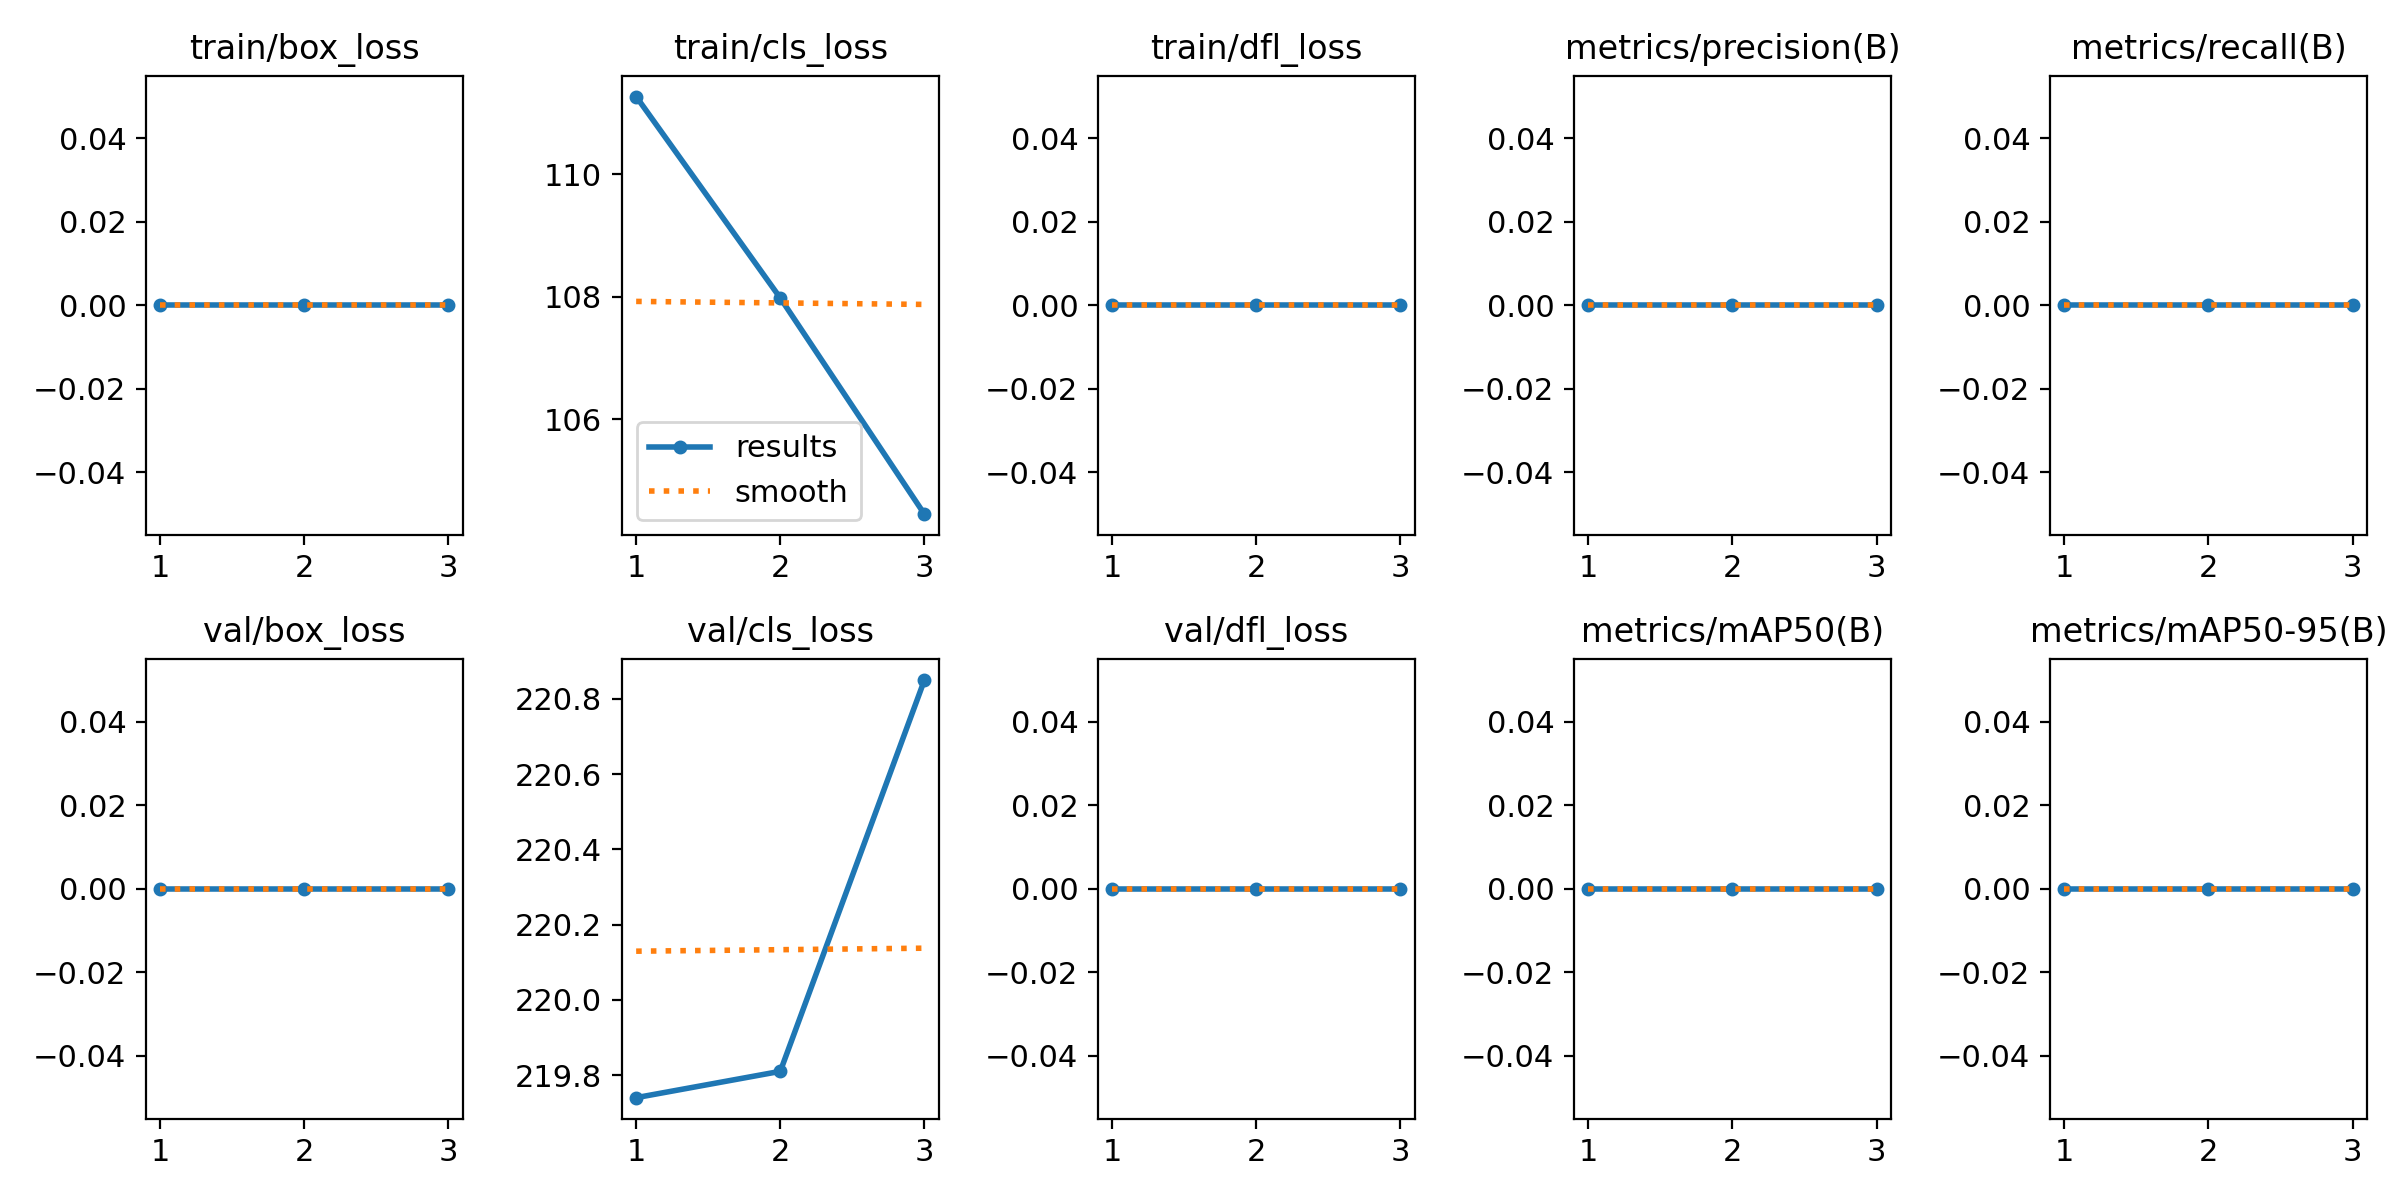 train/box_loss
train/cls_loss
train/dfl_loss
metrics/precision(B)
metrics/recall(B)
0.04
0.02
0.00
−0.02
−0.04
1 2 3
110
108
106
results
smooth
1 2 3
0.04
0.02
0.00
−0.02
−0.04
1 2 3
0.04
0.02
0.00
−0.02
−0.04
1 2 3
0.04
0.02
0.00
−0.02
−0.04
1 2 3
val/box_loss
val/cls_loss
val/dfl_loss
metrics/mAP50(B)
metrics/mAP50-95(B)
0.04
0.02
0.00
−0.02
−0.04
1 2 3
220.8
220.6
220.4
220.2
220.0
219.8
1 2 3
0.04
0.02
0.00
−0.02
−0.04
1 2 3
0.04
0.02
0.00
−0.02
−0.04
1 2 3
0.04
0.02
0.00
−0.02
−0.04
1 2 3